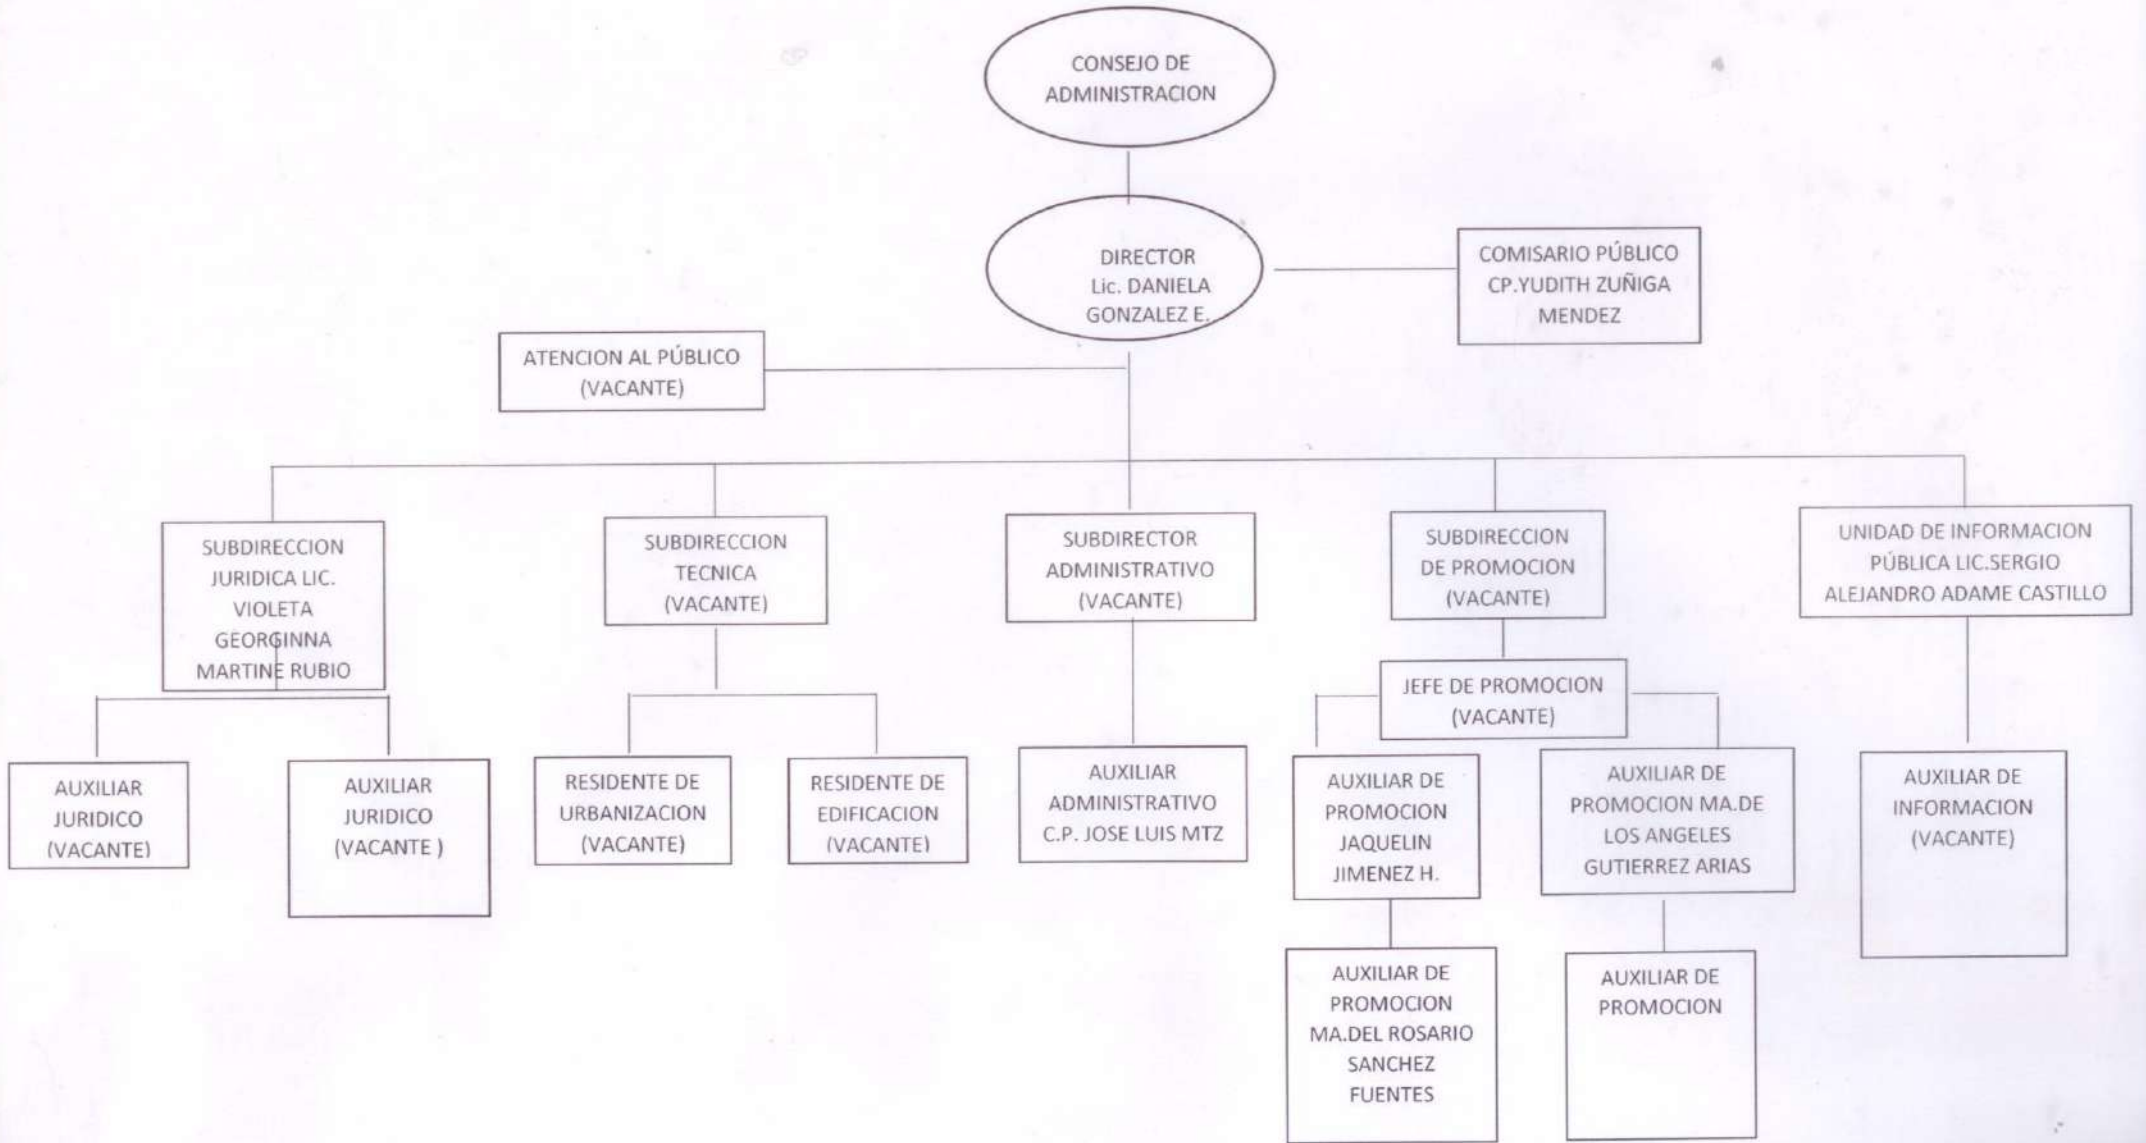 CONSEJO DE
ADMINISTRACION
DIRECTOR
Lic. DANIELA
GONZALEZ E.
COMISARIO PÚBLICO
CP.YUDITH ZUÑIGA
MENDEZ
ATENCION AL PÚBLICO
(VACANTE)
SUBDIRECCION
JURIDICA LIC.
VIOLETA
GEORGINNA
MARTINE RUBIO
SUBDIRECCION
TECNICA
(VACANTE)
SUBDIRECTOR
ADMINISTRATIVO
(VACANTE)
SUBDIRECCION
DE PROMOCION
(VACANTE)
UNIDAD DE INFORMACION
PÚBLICA LIC.SERGIO
ALEJANDRO ADAME CASTILLO
JEFE DE PROMOCION
(VACANTE)
AUXILIAR
JURIDICO
(VACANTE)
AUXILIAR
JURIDICO
(VACANTE )
RESIDENTE DE
URBANIZACION
(VACANTE)
RESIDENTE DE
EDIFICACION
(VACANTE)
AUXILIAR
ADMINISTRATIVO
C.P. JOSE LUIS MTZ
AUXILIAR DE
PROMOCION
JAQUELIN
JIMENEZ H.
AUXILIAR DE
PROMOCION MA.DE
LOS ANGELES
GUTIERREZ ARIAS
AUXILIAR DE
INFORMACION
(VACANTE)
AUXILIAR DE
PROMOCION
MA.DEL ROSARIO
SANCHEZ
FUENTES
AUXILIAR DE
PROMOCION